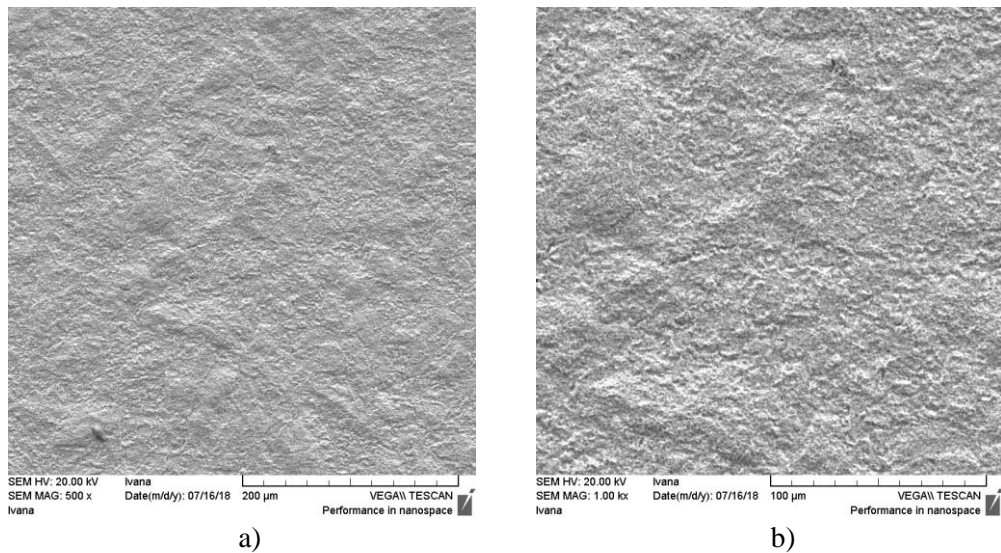 SEM HV: 20.00 kV Ivana
SEM MAG: 500 x Date(m/d/y): 07/16/18 200 µm VEGA\\ TESCAN
Ivana Performance in nanospace
a)
SEM HV: 20.00 kV Ivana
SEM MAG: 1.00 kx Date(m/d/y): 07/16/18 100 µm VEGA\\ TESCAN
Ivana Performance in nanospace
b)